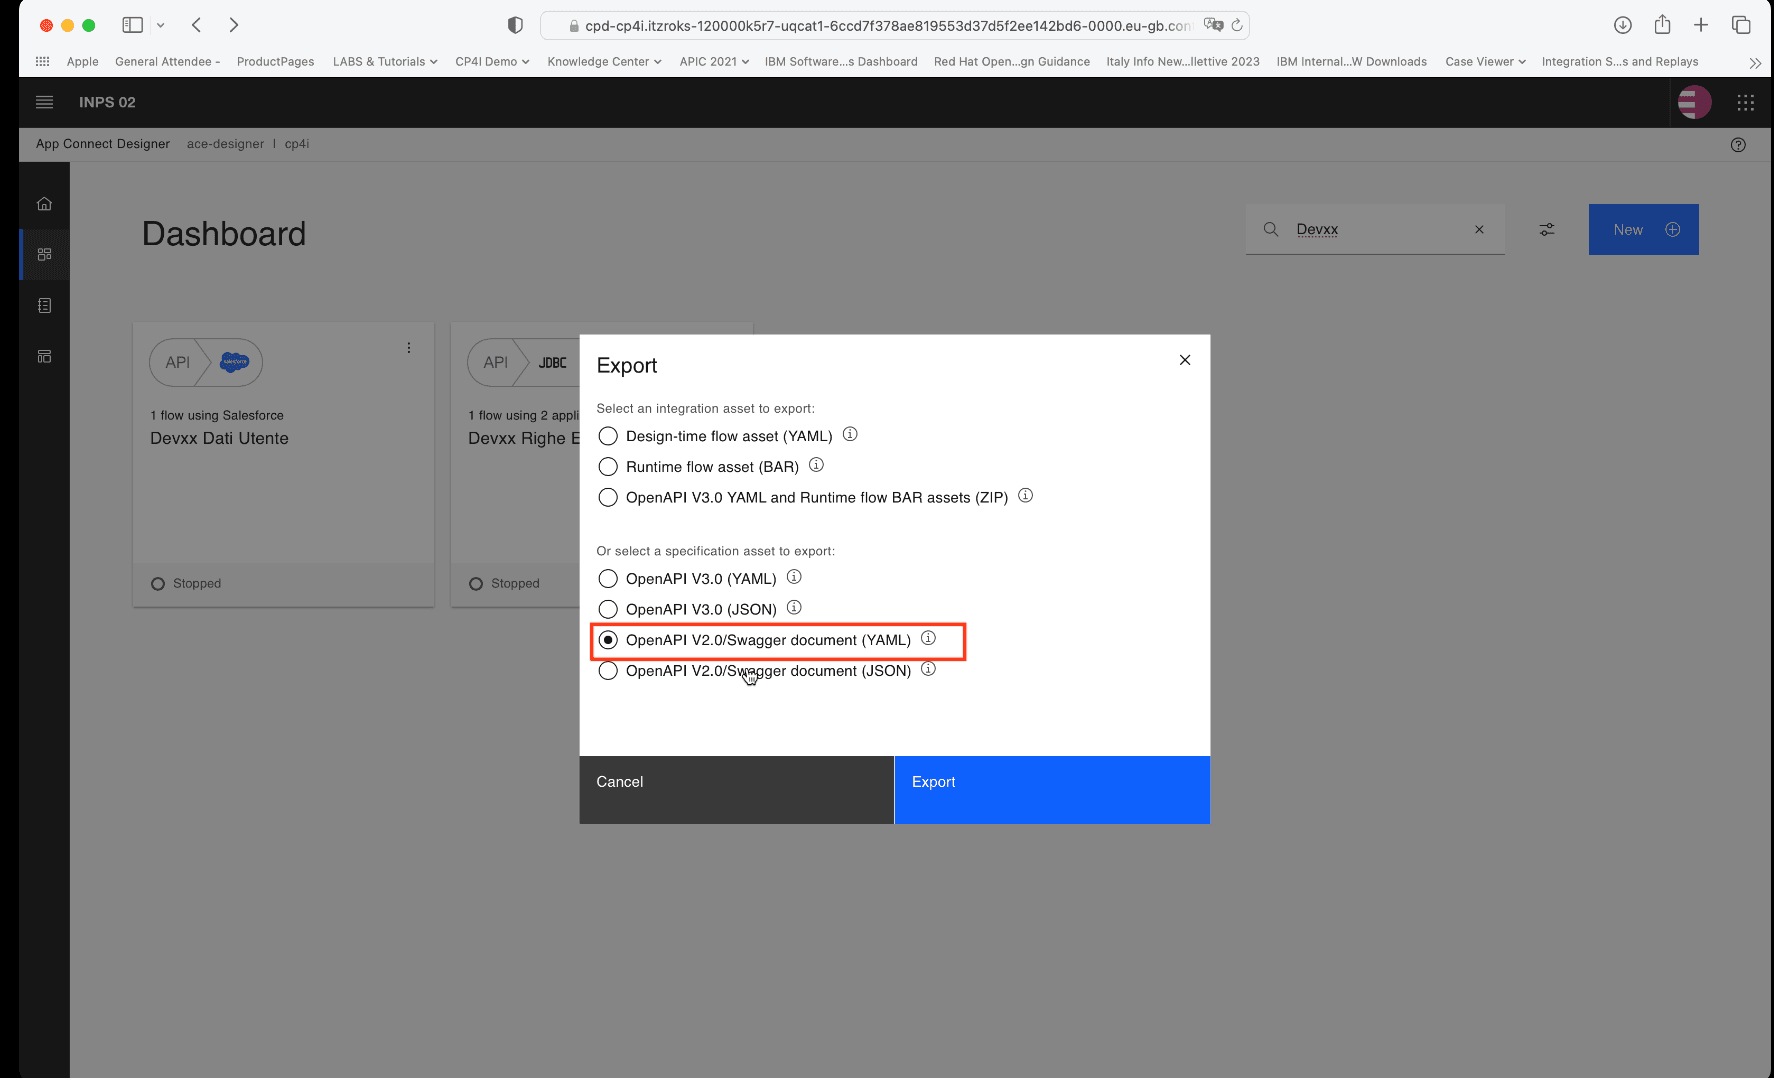 cpd-cp4i.itzroks-120000k5r7-uqcat1-6ccd7f378ae819553d37d5f2ee142bd6-0000.eu-gb.con
Apple General Attendee - ProductPages LABS & Tutorials CP4I Demo Knowledge Center APIC 2021 IBM Software...s Dashboard Red Hat Open...gn Guidance Italy Info New...llettive 2023 IBM Internal...W Downloads Case Viewer Integration S...s and Replays
INPS 02
App Connect Designer ace-designer | cp4i
Dashboard
Devxx
New
API salesforce
1 flow using Salesforce
Devxx Dati Utente
Stopped
API JDBC
1 flow using 2 appli
Devxx Righe E
Stopped
Export
Select an integration asset to export:
Design-time flow asset (YAML)
Runtime flow asset (BAR)
OpenAPI V3.0 YAML and Runtime flow BAR assets (ZIP)
Or select a specification asset to export:
OpenAPI V3.0 (YAML)
OpenAPI V3.0 (JSON)
OpenAPI V2.0/Swagger document (YAML)
OpenAPI V2.0/Swagger document (JSON)
Cancel
Export